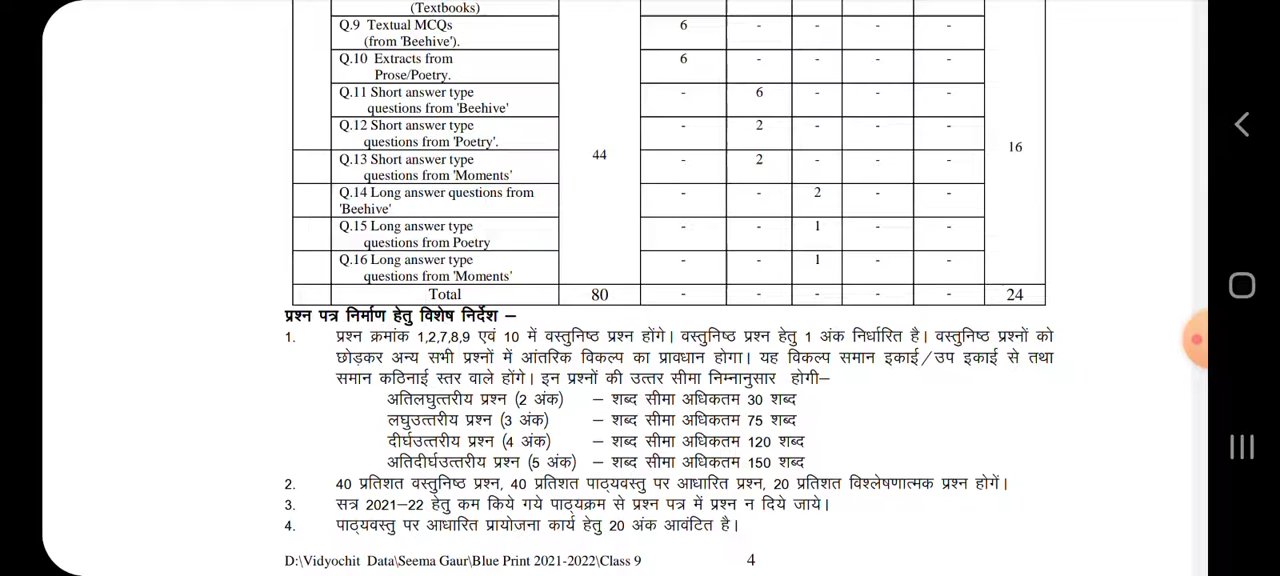 (Textbooks)
Q.9 Textual MCQs 6 - - - -
(from 'Beehive').
Q.10 Extracts from 6 - - - -
Prose/Poetry.
Q.11 Short answer type - 6 - - -
questions from 'Beehive'
Q.12 Short answer type - 2 - - -
questions from 'Poetry'.
44 16
Q.13 Short answer type - 2 - - -
questions from 'Moments'
Q.14 Long answer questions from - - 2 - -
'Beehive'
Q.15 Long answer type - - 1 - -
questions from Poetry
Q.16 Long answer type - - 1 - -
questions from 'Moments'
Total 80 - - - - - 24
प्रश्न पत्र निर्माण हेतु विशेष निर्देश –
1. प्रश्न क्रमांक 1,2,7,8,9 एवं 10 में वस्तुनिष्ठ प्रश्न होंगे। वस्तुनिष्ठ प्रश्न हेतु 1 अंक निर्धारित है। वस्तुनिष्ठ प्रश्नों को
छोड़कर अन्य सभी प्रश्नों में आंतरिक विकल्प का प्रावधान होगा। यह विकल्प समान इकाई/उप इकाई से तथा
समान कठिनाई स्तर वाले होंगे। इन प्रश्नों की उत्तर सीमा निम्नानुसार होगी–
अतिलघुत्तरीय प्रश्न (2 अंक) – शब्द सीमा अधिकतम 30 शब्द
लघुउत्तरीय प्रश्न (3 अंक) – शब्द सीमा अधिकतम 75 शब्द
दीर्घउत्तरीय प्रश्न (4 अंक) – शब्द सीमा अधिकतम 120 शब्द
अतिदीर्घउत्तरीय प्रश्न (5 अंक) – शब्द सीमा अधिकतम 150 शब्द
2. 40 प्रतिशत वस्तुनिष्ठ प्रश्न, 40 प्रतिशत पाठ्यवस्तु पर आधारित प्रश्न, 20 प्रतिशत विश्लेषणात्मक प्रश्न होगें।
3. सत्र 2021–22 हेतु कम किये गये पाठ्यक्रम से प्रश्न पत्र में प्रश्न न दिये जाये।
4. पाठ्यवस्तु पर आधारित प्रायोजना कार्य हेतु 20 अंक आवंटित है।
D:\Vidyochit Data\Seema Gaur\Blue Print 2021-2022\Class 9 4